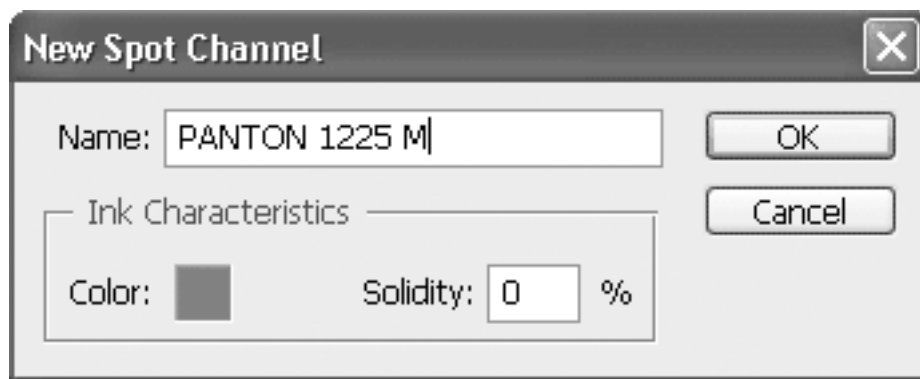 New Spot Channel
Name: PANTON 1225 M
OK
Ink Characteristics
Cancel
Color: Solidity: 0 %